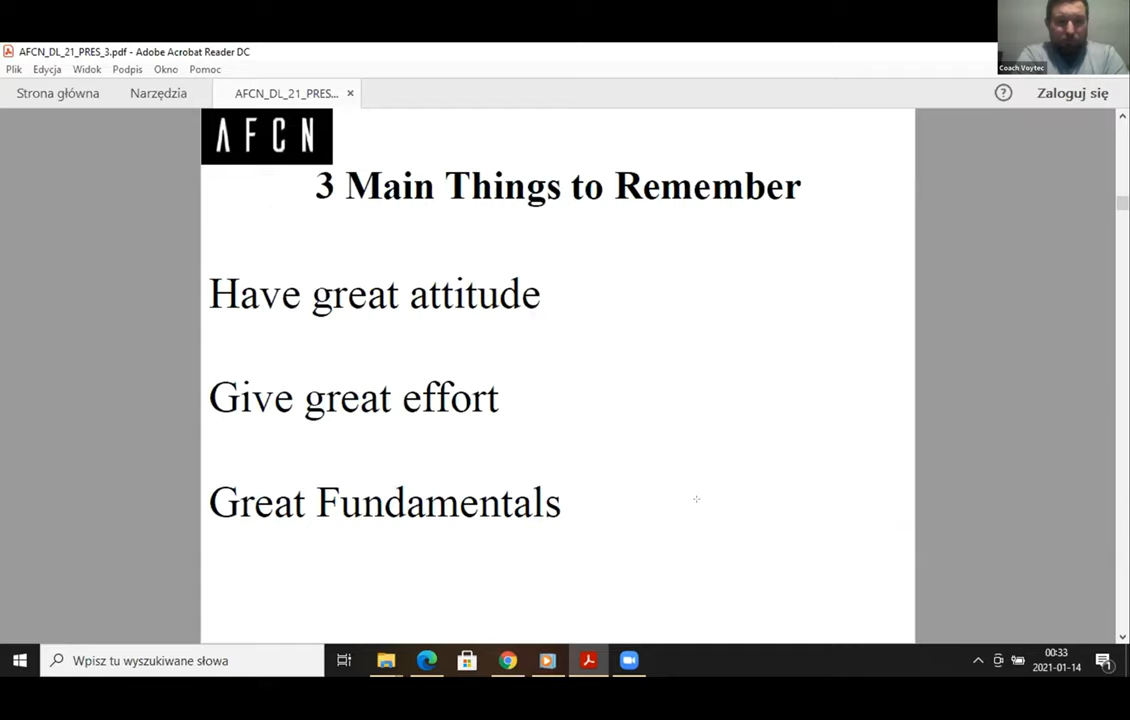 AFCN_DL_21_PRES_3.pdf - Adobe Acrobat Reader DC
Coach Voytec
Plik Edycja Widok Podpis Okno Pomoc
Strona główna Narzędzia AFCN_DL_21_PRES... × Zaloguj się
AFCN
3 Main Things to Remember
Have great attitude
Give great effort
Great Fundamentals
Wpisz tu wyszukiwane słowa
00:33
2021-01-14
1